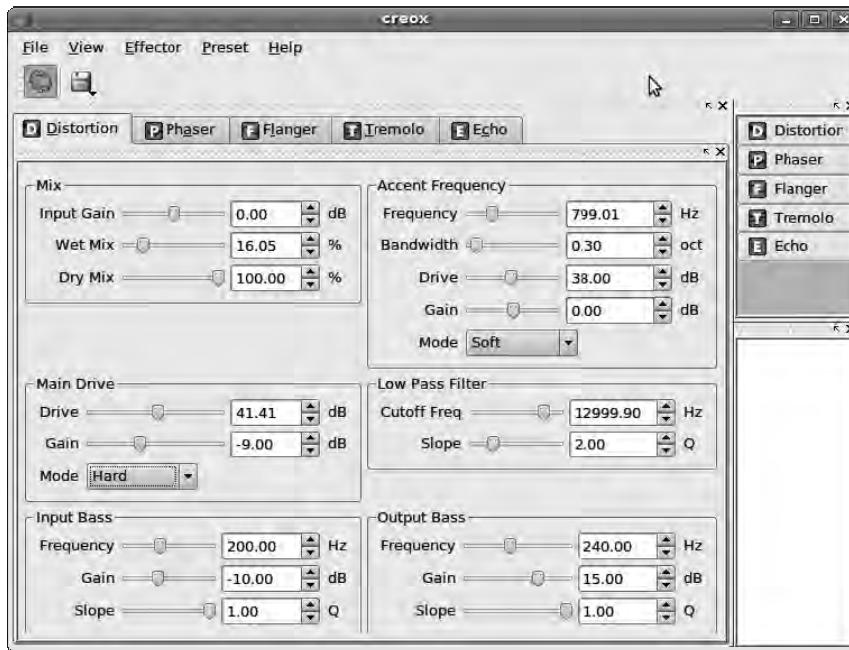 creox
File View Effector Preset Help
D Distortion P Phaser F Flanger T Tremolo E Echo
Mix
Input Gain 0.00 dB
Wet Mix 16.05 %
Dry Mix 100.00 %
Accent Frequency
Frequency 799.01 Hz
Bandwidth 0.30 oct
Drive 38.00 dB
Gain 0.00 dB
Mode Soft
Main Drive
Drive 41.41 dB
Gain -9.00 dB
Mode Hard
Low Pass Filter
Cutoff Freq 12999.90 Hz
Slope 2.00 Q
Input Bass
Frequency 200.00 Hz
Gain -10.00 dB
Slope 1.00 Q
Output Bass
Frequency 240.00 Hz
Gain 15.00 dB
Slope 1.00 Q
D Distortion
P Phaser
F Flanger
T Tremolo
E Echo